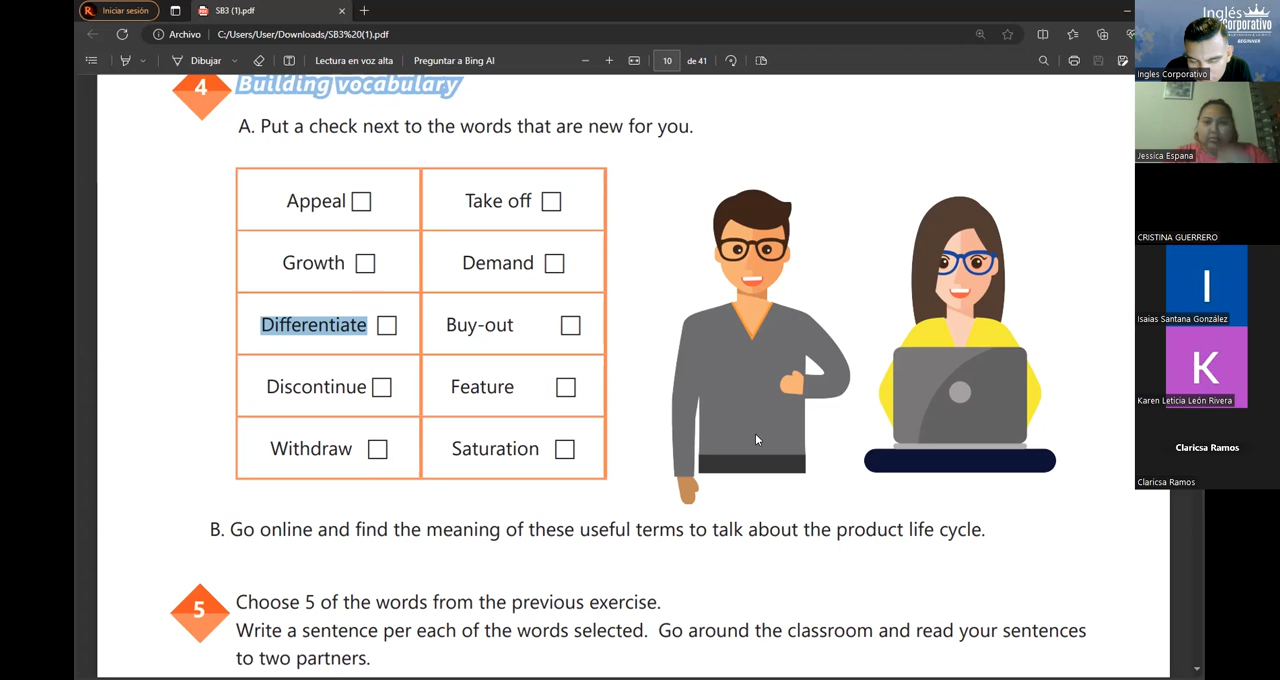 Iniciar sesión
SB3 (1).pdf
Archivo
C:/Users/User/Downloads/SB3%20(1).pdf
Dibujar
Lectura en voz alta
Preguntar a Bing AI
10
de 41
4
Building vocabulary
A. Put a check next to the words that are new for you.
Appeal
Take off
Growth
Demand
Differentiate
Buy-out
Discontinue
Feature
Withdraw
Saturation
B. Go online and find the meaning of these useful terms to talk about the product life cycle.
5
Choose 5 of the words from the previous exercise.
Write a sentence per each of the words selected. Go around the classroom and read your sentences
to two partners.
Inglés
Corporativo
BEGINNER
Ingles Corporativo
Jessica Espana
CRISTINA GUERRERO
I
Isaias Santana González
K
Karen Leticia León Rivera
Claricsa Ramos
Claricsa Ramos